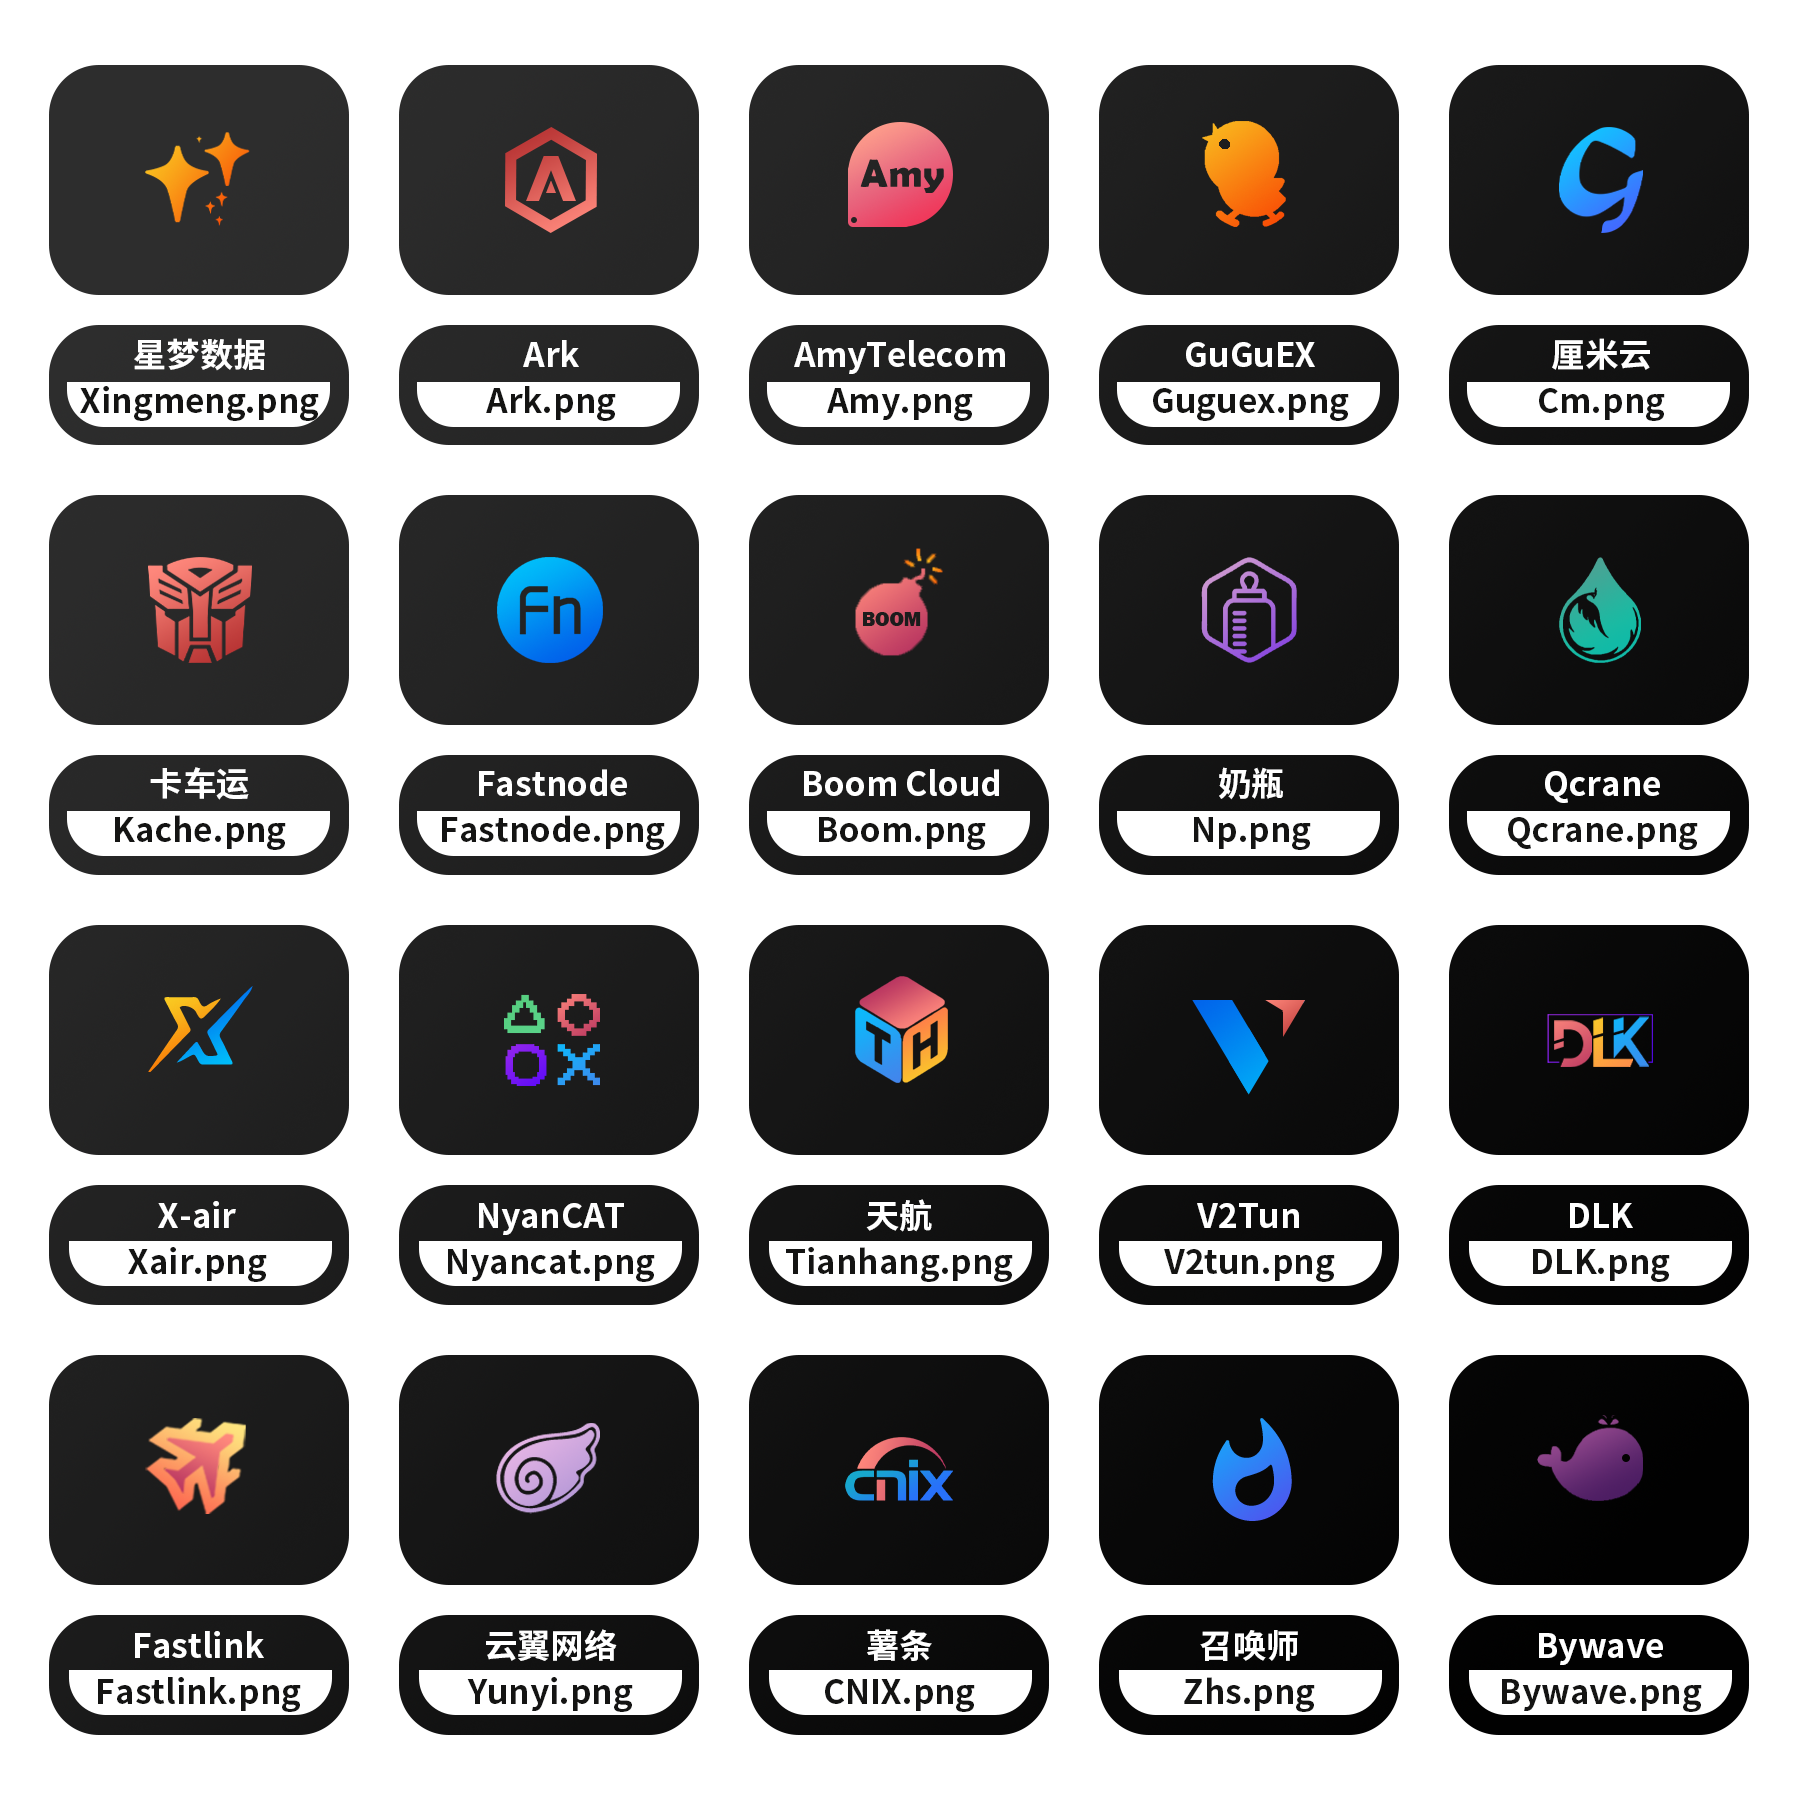 Amy
星梦数据
Xingmeng.png
Ark
Ark.png
AmyTelecom
Amy.png
GuGuEX
Guguex.png
厘米云
Cm.png
Fn
BOOM
卡车运
Kache.png
Fastnode
Fastnode.png
Boom Cloud
Boom.png
奶瓶
Np.png
Qcrane
Qcrane.png
TH
DLK
X-air
Xair.png
NyanCAT
Nyancat.png
天航
Tianhang.png
V2Tun
V2tun.png
DLK
DLK.png
cnix
Fastlink
Fastlink.png
云翼网络
Yunyi.png
薯条
CNIX.png
召唤师
Zhs.png
Bywave
Bywave.png